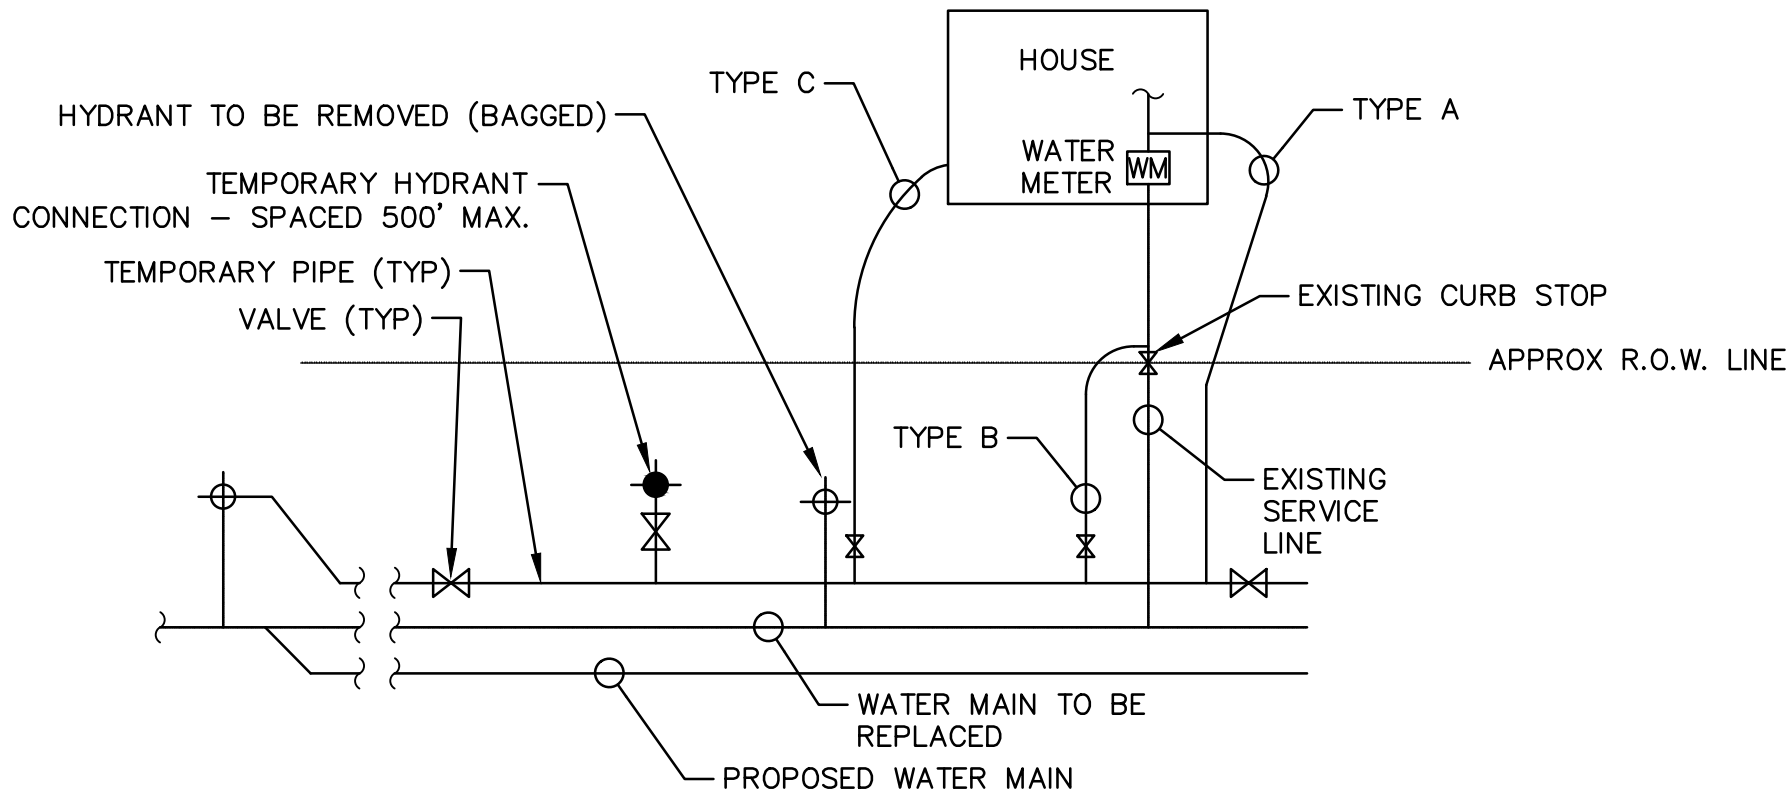 HOUSE
TYPE C
TYPE A
HYDRANT TO BE REMOVED (BAGGED)
WATER
METER
WM
TEMPORARY HYDRANT
CONNECTION – SPACED 500' MAX.
TEMPORARY PIPE (TYP)
VALVE (TYP)
EXISTING CURB STOP
APPROX R.O.W. LINE
TYPE B
EXISTING
SERVICE
LINE
WATER MAIN TO BE
REPLACED
PROPOSED WATER MAIN